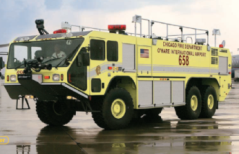 CHICAGO FIRE DEPARTMENT
O'HARE INTERNATIONAL AIRPORT
658